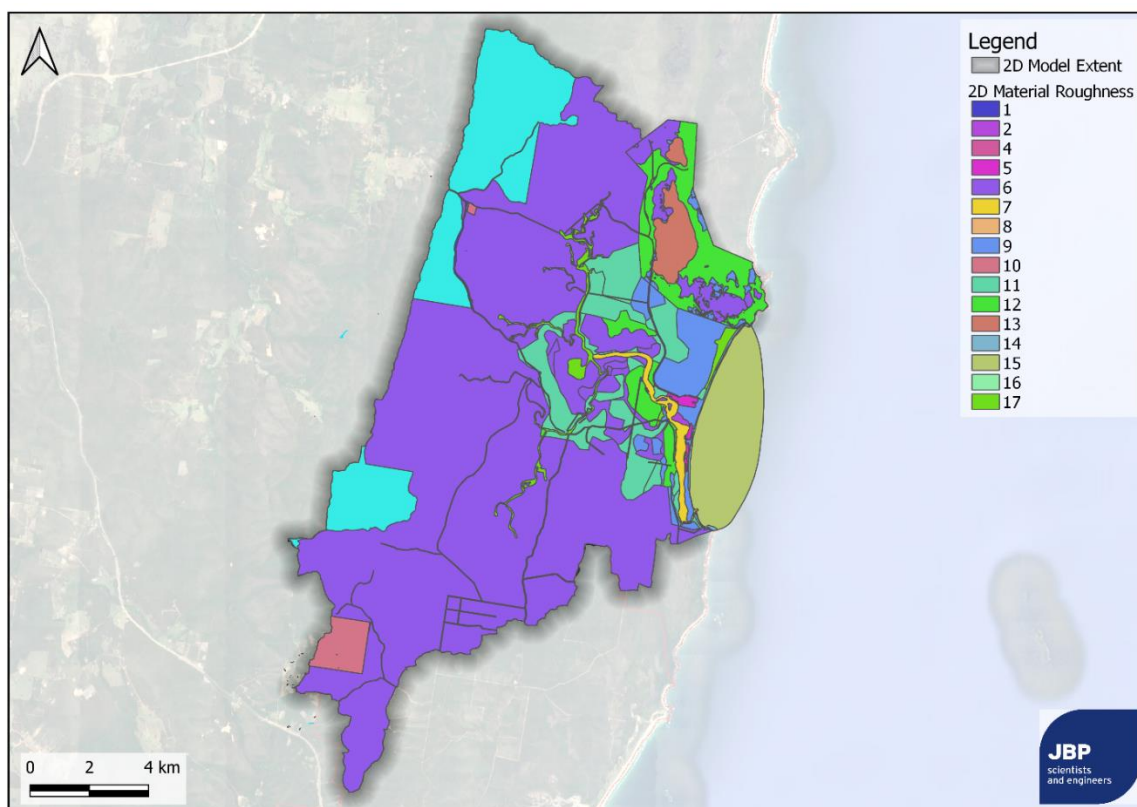 Legend
2D Model Extent
2D Material Roughness
1
2
4
5
6
7
8
9
10
11
12
13
14
15
16
17
0 2 4 km
JBP
scientists
and engineers